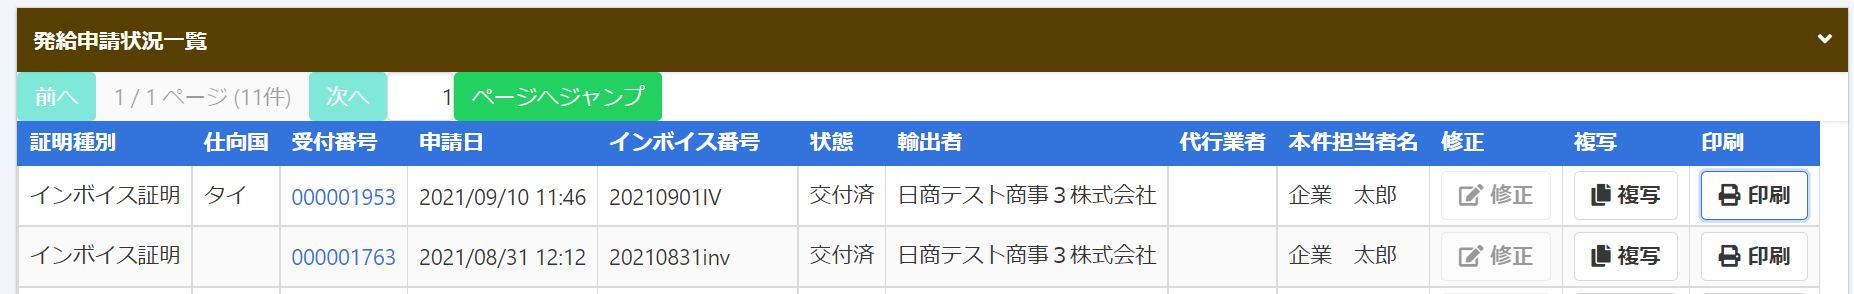 発給申請状況一覧
前へ 1 / 1 ページ (11件) 次へ 1 ページへジャンプ
証明種別 仕向国 受付番号 申請日 インボイス番号 状態 輸出者 代行業者 本件担当者名 修正 複写 印刷
インボイス証明 タイ 000001953 2021/09/10 11:46 20210901IV 交付済 日商テスト商事３株式会社 企業　太郎 修正 複写 印刷
インボイス証明 000001763 2021/08/31 12:12 20210831inv 交付済 日商テスト商事３株式会社 企業　太郎 修正 複写 印刷